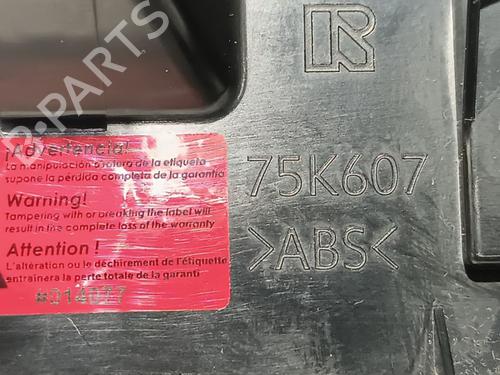 B-PARTS
R
¡Advertencia!
La manipulación o rotura de la etiqueta
supone la pérdida completa de la garantía
Warning!
Tampering with or breaking the label will
result in the complete loss of the warranty
Attention !
L'altération ou le déchirement de l'étiquette
entraînera la perte totale de la garanti
#014077
75K607
>ABS<